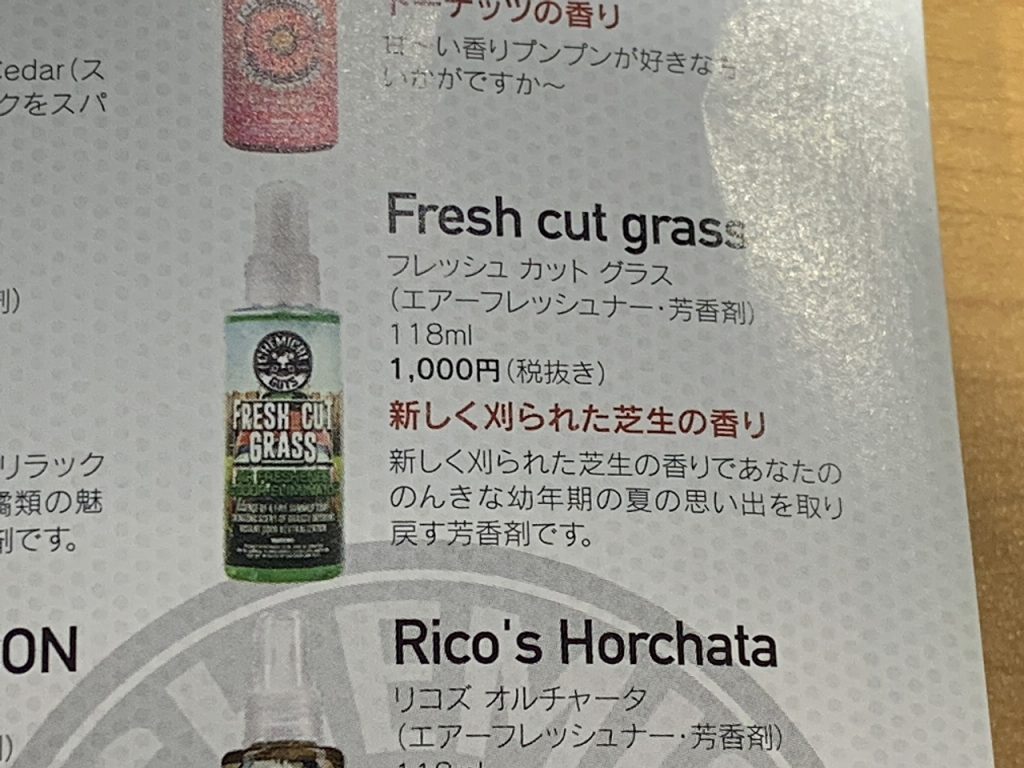 ドーナッツの香り
甘～い香りプンプンが好きな
いかがですか～
Cedar(ス
クをスパ
Fresh cut grass
フレッシュ カット グラス
(エアーフレッシュナー・芳香剤)
118ml
1,000円(税抜き)
新しく刈られた芝生の香り
新しく刈られた芝生の香りであなたの
のんきな幼年期の夏の思い出を取り
戻す芳香剤です。
CHEMICAL
GUYS
FRESH CUT
GRASS
剤)
リラック
橘類の魅
剤です。
ON
Rico's Horchata
リコズ オルチャータ
(エアーフレッシュナー・芳香剤)
118ml